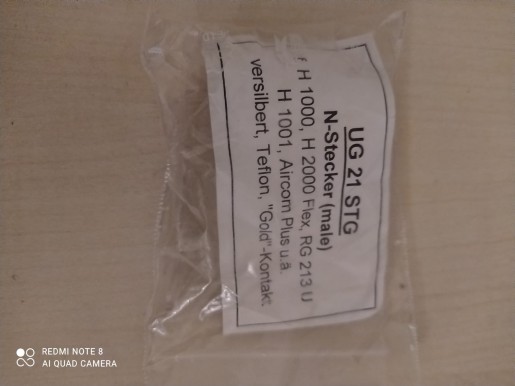 UG 21 STG
N-Stecker (male)
f H 1000, H 2000 Flex, RG 213 U
H 1001, Aircom Plus u.ä.
versilbert, Teflon, "Gold"-Kontakt
REDMI NOTE 8
AI QUAD CAMERA